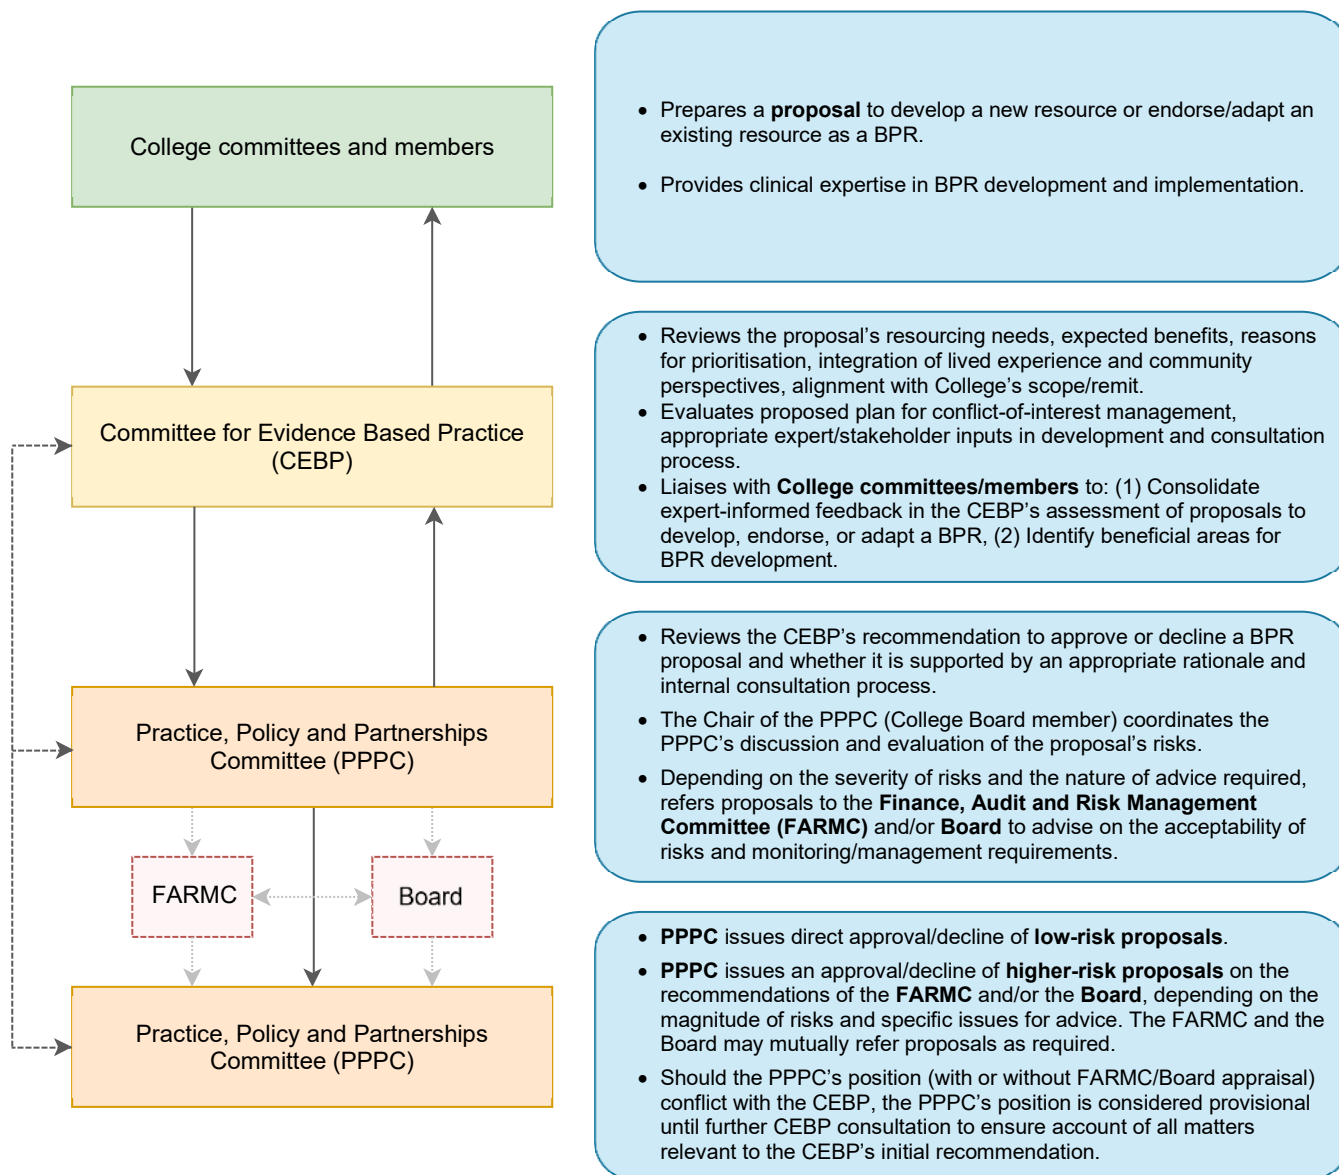 College committees and members
• Prepares a proposal to develop a new resource or endorse/adapt an
existing resource as a BPR.
• Provides clinical expertise in BPR development and implementation.
Committee for Evidence Based Practice
(CEBP)
• Reviews the proposal’s resourcing needs, expected benefits, reasons
for prioritisation, integration of lived experience and community
perspectives, alignment with College’s scope/remit.
• Evaluates proposed plan for conflict-of-interest management,
appropriate expert/stakeholder inputs in development and consultation
process.
• Liaises with College committees/members to: (1) Consolidate
expert-informed feedback in the CEBP’s assessment of proposals to
develop, endorse, or adapt a BPR, (2) Identify beneficial areas for
BPR development.
Practice, Policy and Partnerships
Committee (PPPC)
• Reviews the CEBP’s recommendation to approve or decline a BPR
proposal and whether it is supported by an appropriate rationale and
internal consultation process.
• The Chair of the PPPC (College Board member) coordinates the
PPPC’s discussion and evaluation of the proposal’s risks.
• Depending on the severity of risks and the nature of advice required,
refers proposals to the Finance, Audit and Risk Management
Committee (FARMC) and/or Board to advise on the acceptability of
risks and monitoring/management requirements.
FARMC
Board
Practice, Policy and Partnerships
Committee (PPPC)
• PPPC issues direct approval/decline of low-risk proposals.
• PPPC issues an approval/decline of higher-risk proposals on the
recommendations of the FARMC and/or the Board, depending on the
magnitude of risks and specific issues for advice. The FARMC and the
Board may mutually refer proposals as required.
• Should the PPPC’s position (with or without FARMC/Board appraisal)
conflict with the CEBP, the PPPC’s position is considered provisional
until further CEBP consultation to ensure account of all matters
relevant to the CEBP’s initial recommendation.